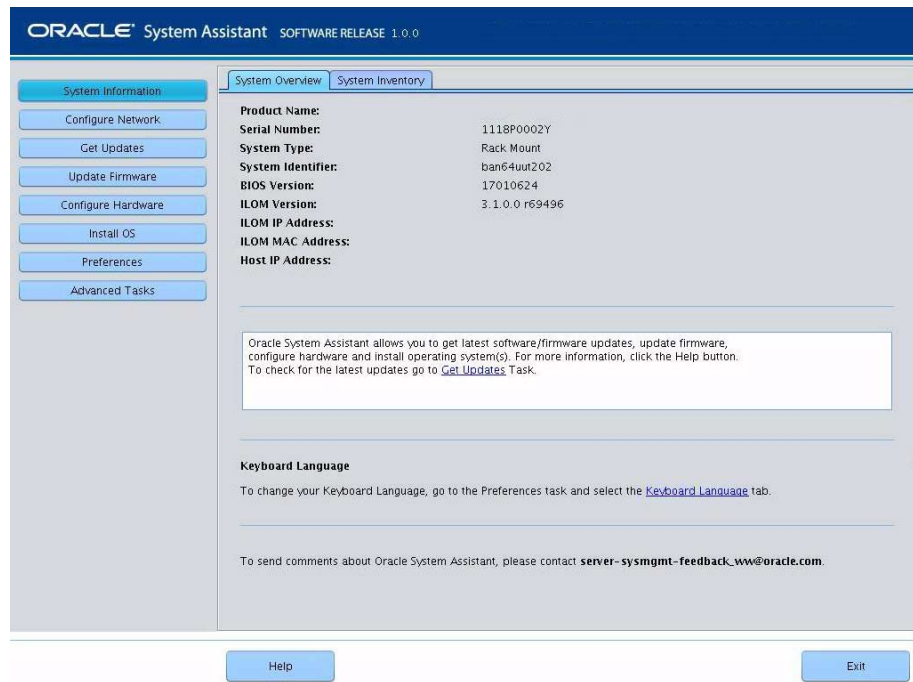 ORACLE System Assistant SOFTWARE RELEASE 1.0.0
System Information
Configure Network
Get Updates
Update Firmware
Configure Hardware
Install OS
Preferences
Advanced Tasks
System Overview System Inventory
Product Name:
Serial Number: 1118P0002Y
System Type: Rack Mount
System Identifier: ban64uut202
BIOS Version: 17010624
ILOM Version: 3.1.0.0 r69496
ILOM IP Address:
ILOM MAC Address:
Host IP Address:
Oracle System Assistant allows you to get latest software/firmware updates, update firmware,
configure hardware and install operating system(s). For more information, click the Help button.
To check for the latest updates go to Get Updates Task.
Keyboard Language
To change your Keyboard Language, go to the Preferences task and select the Keyboard Language tab.
To send comments about Oracle System Assistant, please contact server-sysmgmt-feedback_ww@oracle.com.
Help
Exit